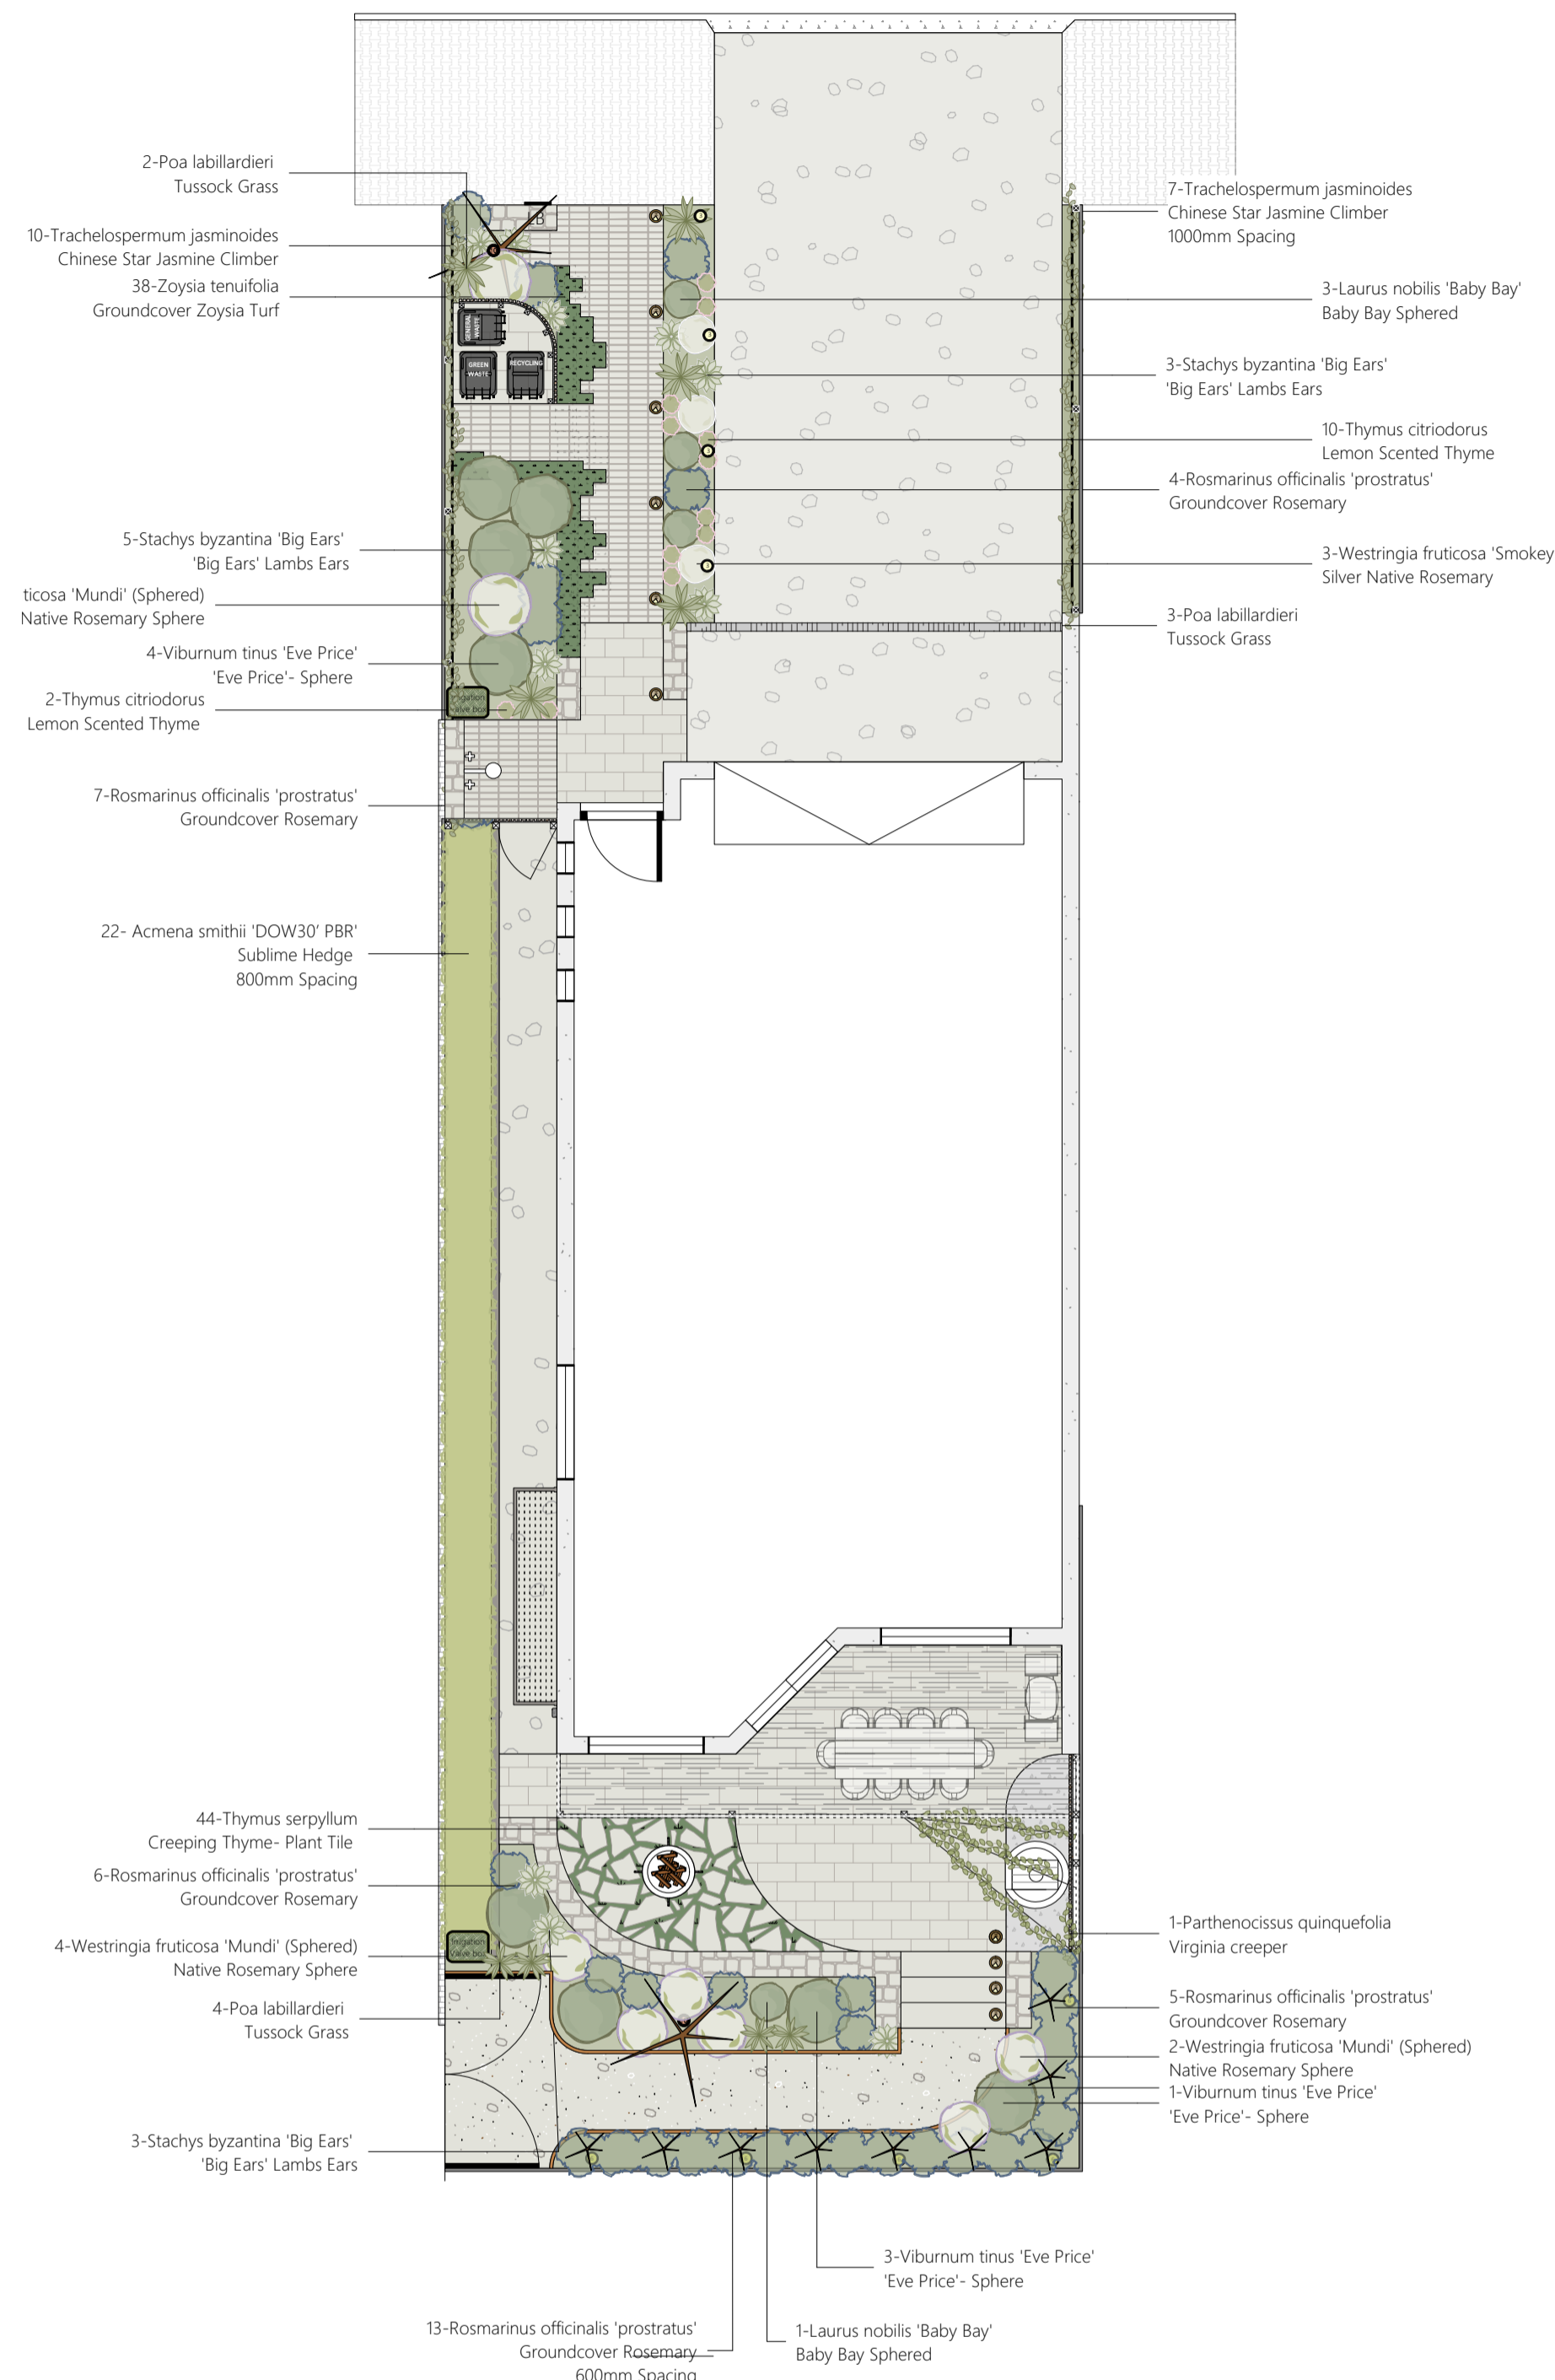 2-Poa labillardieri
Tussock Grass
10-Trachelospermum jasminoides
Chinese Star Jasmine Climber
38-Zoysia tenuifolia
Groundcover Zoysia Turf
GENERAL
WASTE
GREEN
WASTE
RECYCLING
5-Stachys byzantina 'Big Ears'
'Big Ears' Lambs Ears
ticosa 'Mundi' (Sphered)
Native Rosemary Sphere
4-Viburnum tinus 'Eve Price'
'Eve Price'- Sphere
2-Thymus citriodorus
Lemon Scented Thyme
Irrigation
Valve box
7-Rosmarinus officinalis 'prostratus'
Groundcover Rosemary
22- Acmena smithii 'DOW30’ PBR'
Sublime Hedge
800mm Spacing
7-Trachelospermum jasminoides
Chinese Star Jasmine Climber
1000mm Spacing
3-Laurus nobilis 'Baby Bay'
Baby Bay Sphered
3-Stachys byzantina 'Big Ears'
'Big Ears' Lambs Ears
10-Thymus citriodorus
Lemon Scented Thyme
4-Rosmarinus officinalis 'prostratus'
Groundcover Rosemary
3-Westringia fruticosa 'Smokey
Silver Native Rosemary
3-Poa labillardieri
Tussock Grass
44-Thymus serpyllum
Creeping Thyme- Plant Tile
6-Rosmarinus officinalis 'prostratus'
Groundcover Rosemary
4-Westringia fruticosa 'Mundi' (Sphered)
Native Rosemary Sphere
Irrigation
Valve box
4-Poa labillardieri
Tussock Grass
3-Stachys byzantina 'Big Ears'
'Big Ears' Lambs Ears
1-Parthenocissus quinquefolia
Virginia creeper
5-Rosmarinus officinalis 'prostratus'
Groundcover Rosemary
2-Westringia fruticosa 'Mundi' (Sphered)
Native Rosemary Sphere
1-Viburnum tinus 'Eve Price'
'Eve Price'- Sphere
3-Viburnum tinus 'Eve Price'
'Eve Price'- Sphere
13-Rosmarinus officinalis 'prostratus'
Groundcover Rosemary
600mm Spacing
1-Laurus nobilis 'Baby Bay'
Baby Bay Sphered